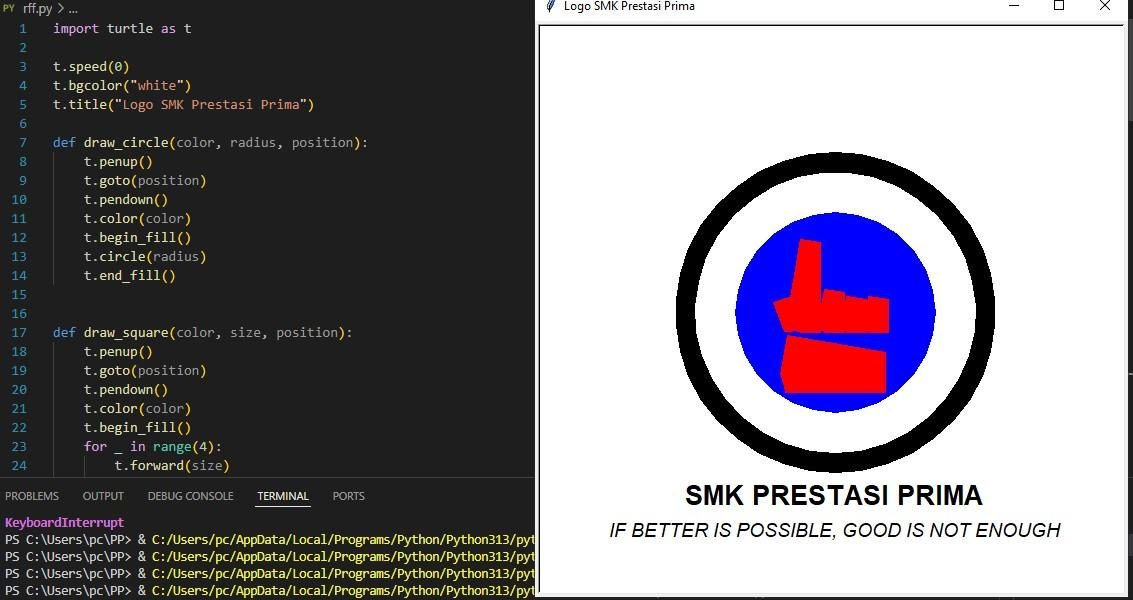 PY rff.py > ...
1 import turtle as t
2
3 t.speed(0)
4 t.bgcolor("white")
5 t.title("Logo SMK Prestasi Prima")
6
7 def draw_circle(color, radius, position):
8 t.penup()
9 t.goto(position)
10 t.pendown()
11 t.color(color)
12 t.begin_fill()
13 t.circle(radius)
14 t.end_fill()
15
16
17 def draw_square(color, size, position):
18 t.penup()
19 t.goto(position)
20 t.pendown()
21 t.color(color)
22 t.begin_fill()
23 for _ in range(4):
24 t.forward(size)
PROBLEMS OUTPUT DEBUG CONSOLE TERMINAL PORTS
KeyboardInterrupt
PS C:\Users\pc\PP> & C:/Users/pc/AppData/Local/Programs/Python/Python313/pyt
PS C:\Users\pc\PP> & C:/Users/pc/AppData/Local/Programs/Python/Python313/pyt
PS C:\Users\pc\PP> & C:/Users/pc/AppData/Local/Programs/Python/Python313/pyt
PS C:\Users\pc\PP> & C:/Users/pc/AppData/Local/Programs/Python/Python313/pyt
Logo SMK Prestasi Prima
SMK PRESTASI PRIMA
IF BETTER IS POSSIBLE, GOOD IS NOT ENOUGH